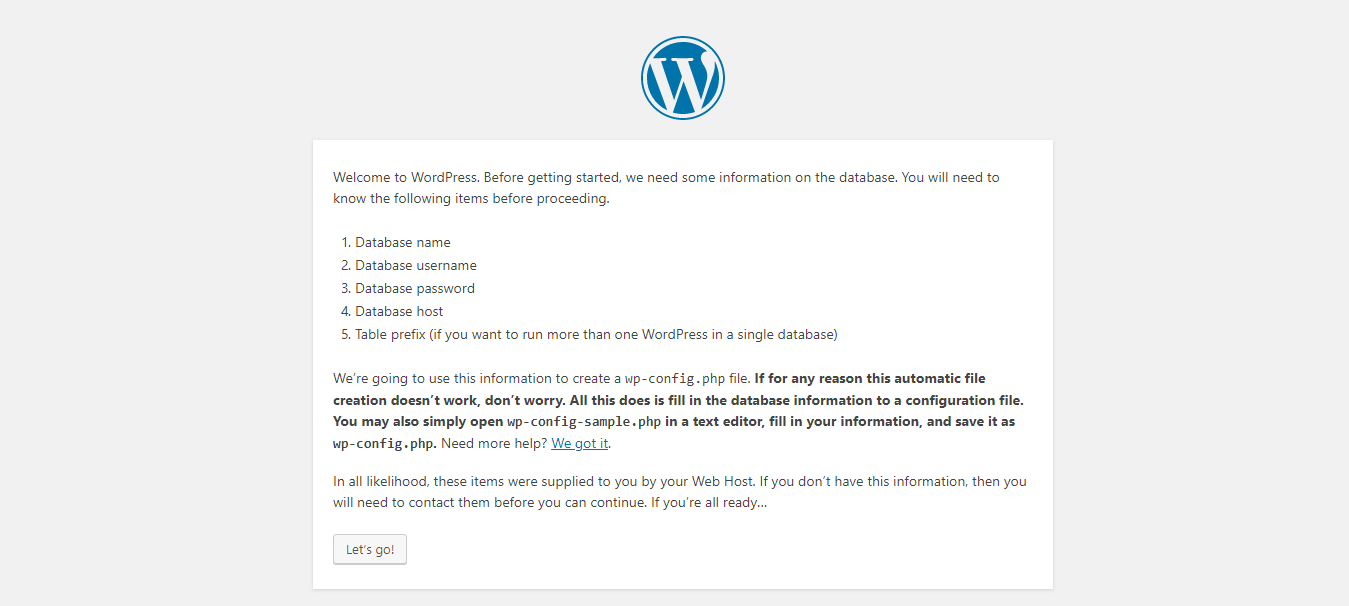 W
Welcome to WordPress. Before getting started, we need some information on the database. You will need to
know the following items before proceeding.
1. Database name
2. Database username
3. Database password
4. Database host
5. Table prefix (if you want to run more than one WordPress in a single database)
We’re going to use this information to create a wp-config.php file. If for any reason this automatic file
creation doesn’t work, don’t worry. All this does is fill in the database information to a configuration file.
You may also simply open wp-config-sample.php in a text editor, fill in your information, and save it as
wp-config.php. Need more help? We got it.
In all likelihood, these items were supplied to you by your Web Host. If you don’t have this information, then you
will need to contact them before you can continue. If you’re all ready…
Let’s go!